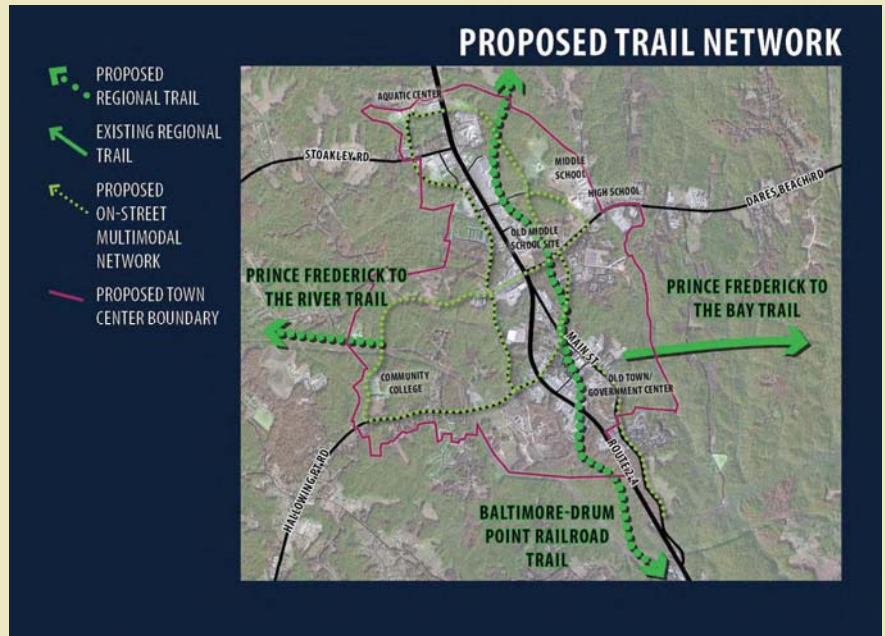 PROPOSED TRAIL NETWORK
PROPOSED
REGIONAL TRAIL
EXISTING REGIONAL
TRAIL
PROPOSED
ON-STREET
MULTIMODAL
NETWORK
PROPOSED TOWN
CENTER BOUNDARY
AQUATIC CENTER
STOAKLEY RD
MIDDLE
SCHOOL
HIGH SCHOOL
DARES BEACH RD
OLD MIDDLE
SCHOOL SITE
PRINCE FREDERICK TO
THE RIVER TRAIL
PRINCE FREDERICK TO
THE BAY TRAIL
MAIN ST.
COMMUNITY
COLLEGE
OLD TOWN/
GOVERNMENT CENTER
HALLOWING PT RD
ROUTE 2-4
BALTIMORE-DRUM
POINT RAILROAD
TRAIL